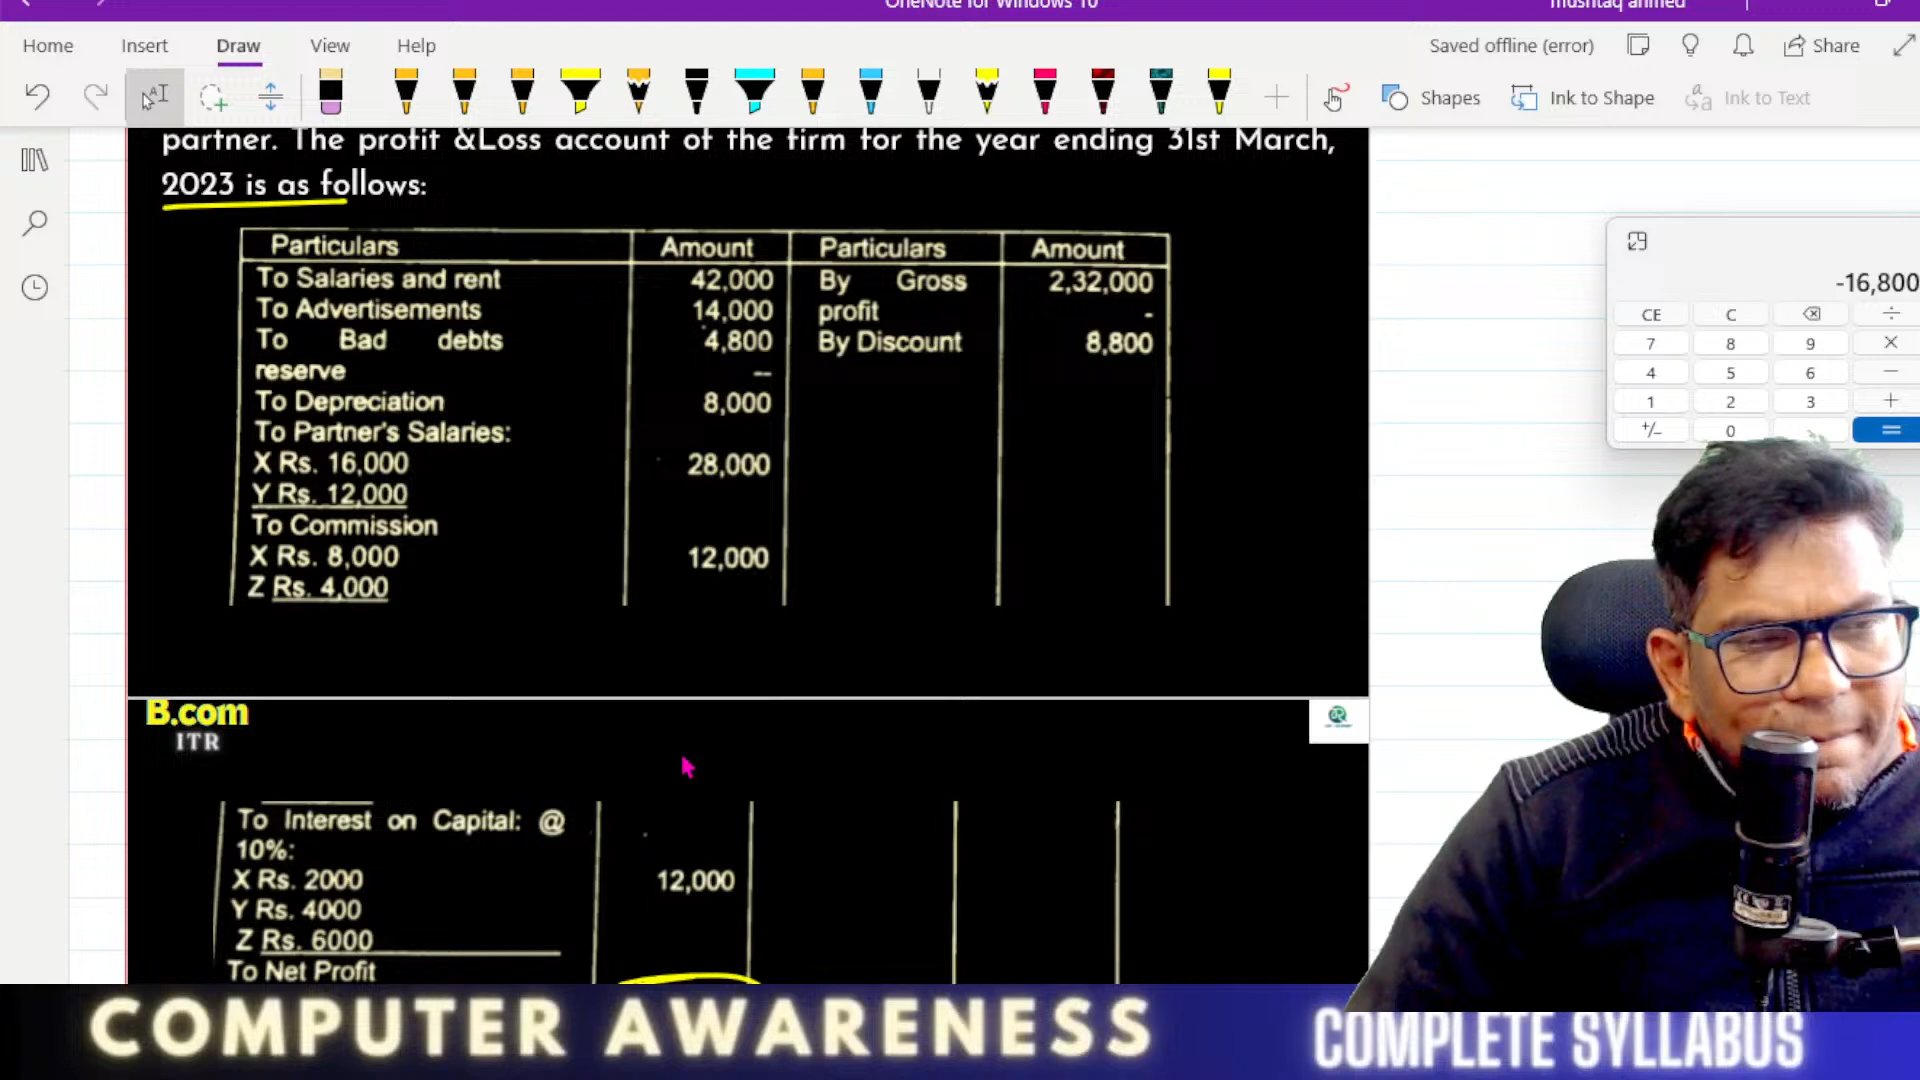 OneNote for Windows 10
mushtaq ahmed
Home Insert Draw View Help
Saved offline (error) Share
Shapes Ink to Shape Ink to Text
partner. The profit &Loss account of the firm for the year ending 31st March,
2023 is as follows:
Particulars Amount Particulars Amount
To Salaries and rent 42,000 By Gross 2,32,000
To Advertisements 14,000 profit -
To Bad debts 4,800 By Discount 8,800
reserve --
To Depreciation 8,000
To Partner's Salaries:
X Rs. 16,000 28,000
Y Rs. 12,000
To Commission
X Rs. 8,000 12,000
Z Rs. 4,000
-16,800
CE C ÷
7 8 9 ×
4 5 6 −
1 2 3 +
+/− 0 . =
B.com
ITR
To Interest on Capital: @
10%:
X Rs. 2000 12,000
Y Rs. 4000
Z Rs. 6000
To Net Profit
COMPUTER AWARENESS
COMPLETE SYLLABUS